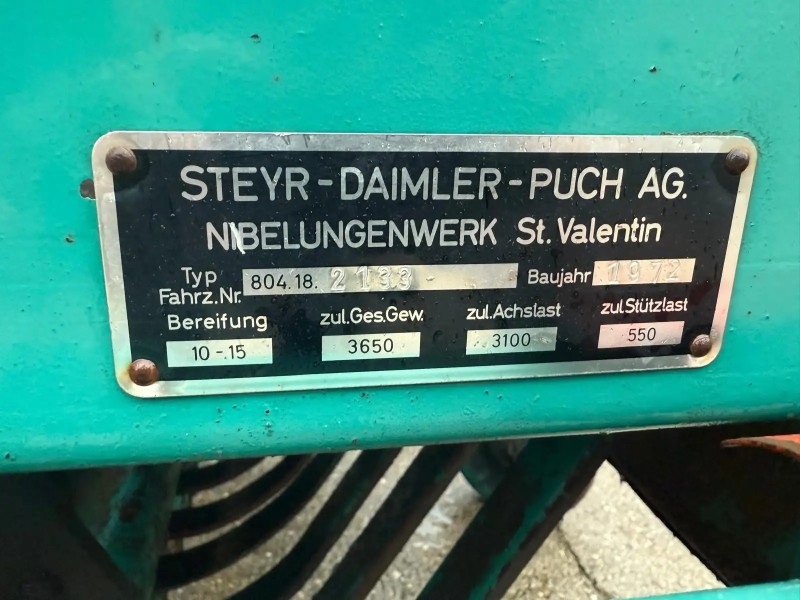 STEYR-DAIMLER-PUCH AG.
NIBELUNGENWERK St. Valentin
Typ
Fahrz.Nr. 804.18. 2133- Baujahr 1972
Bereifung zul.Ges.Gew. zul.Achslast zul.Stützlast
10-.15 3650 3100 550